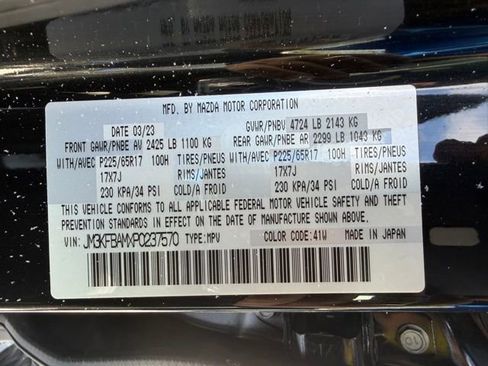 MFD. BY MAZDA MOTOR CORPORATION
DATE 03/23 GVWR/PNBV 4724 LB 2143 KG
FRONT GAWR/PNBE AV 2425 LB 1100 KG REAR GAWR/PNBE AR 2299 LB 1043 KG
WITH/AVEC P225/65R17 100H TIRES/PNEUS WITH/AVEC P225/65R17 100H TIRES/PNEUS
17X7J RIMS/JANTES 17X7J RIMS/JANTES
230 KPA/34 PSI COLD/A FROID 230 KPA/34 PSI COLD/A FROID
THIS VEHICLE CONFORMS TO ALL APPLICABLE FEDERAL MOTOR VEHICLE SAFETY AND THEFT
PREVENTION STANDARDS IN EFFECT ON THE DATE OF MANUFACTURE SHOWN ABOVE.
VIN: JM3KFBAMXP0237570 TYPE:MPV COLOR CODE:41W MADE IN JAPAN